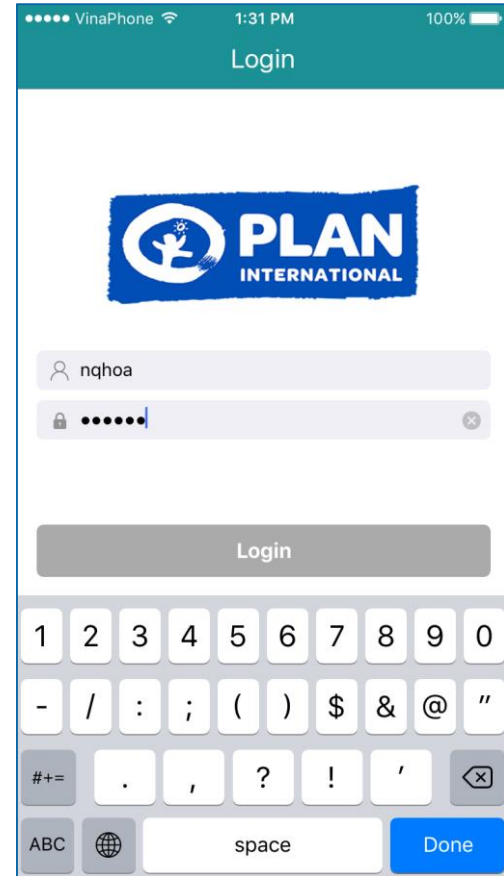 VinaPhone 1:31 PM 100%
Login
PLAN
INTERNATIONAL
nqhoa
••••••
Login
1 2 3 4 5 6 7 8 9 0
- / : ; ( ) $ & @ "
#+= . , ? ! '
ABC space Done